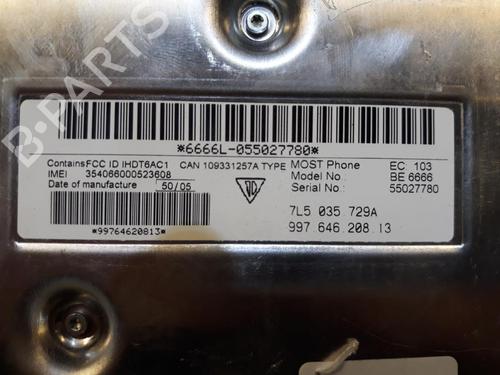 B-PARTS
*6666L-055027780*
Contains FCC ID IHDT6AC1 CAN 109331257A TYPE MOST Phone EC: 103
IMEI 354066000523608 Model No.: BE 6666
Date of manufacture 50/05 Serial No.: 55027780
7L5 035 729A
*99764620813* 997 646 208 13